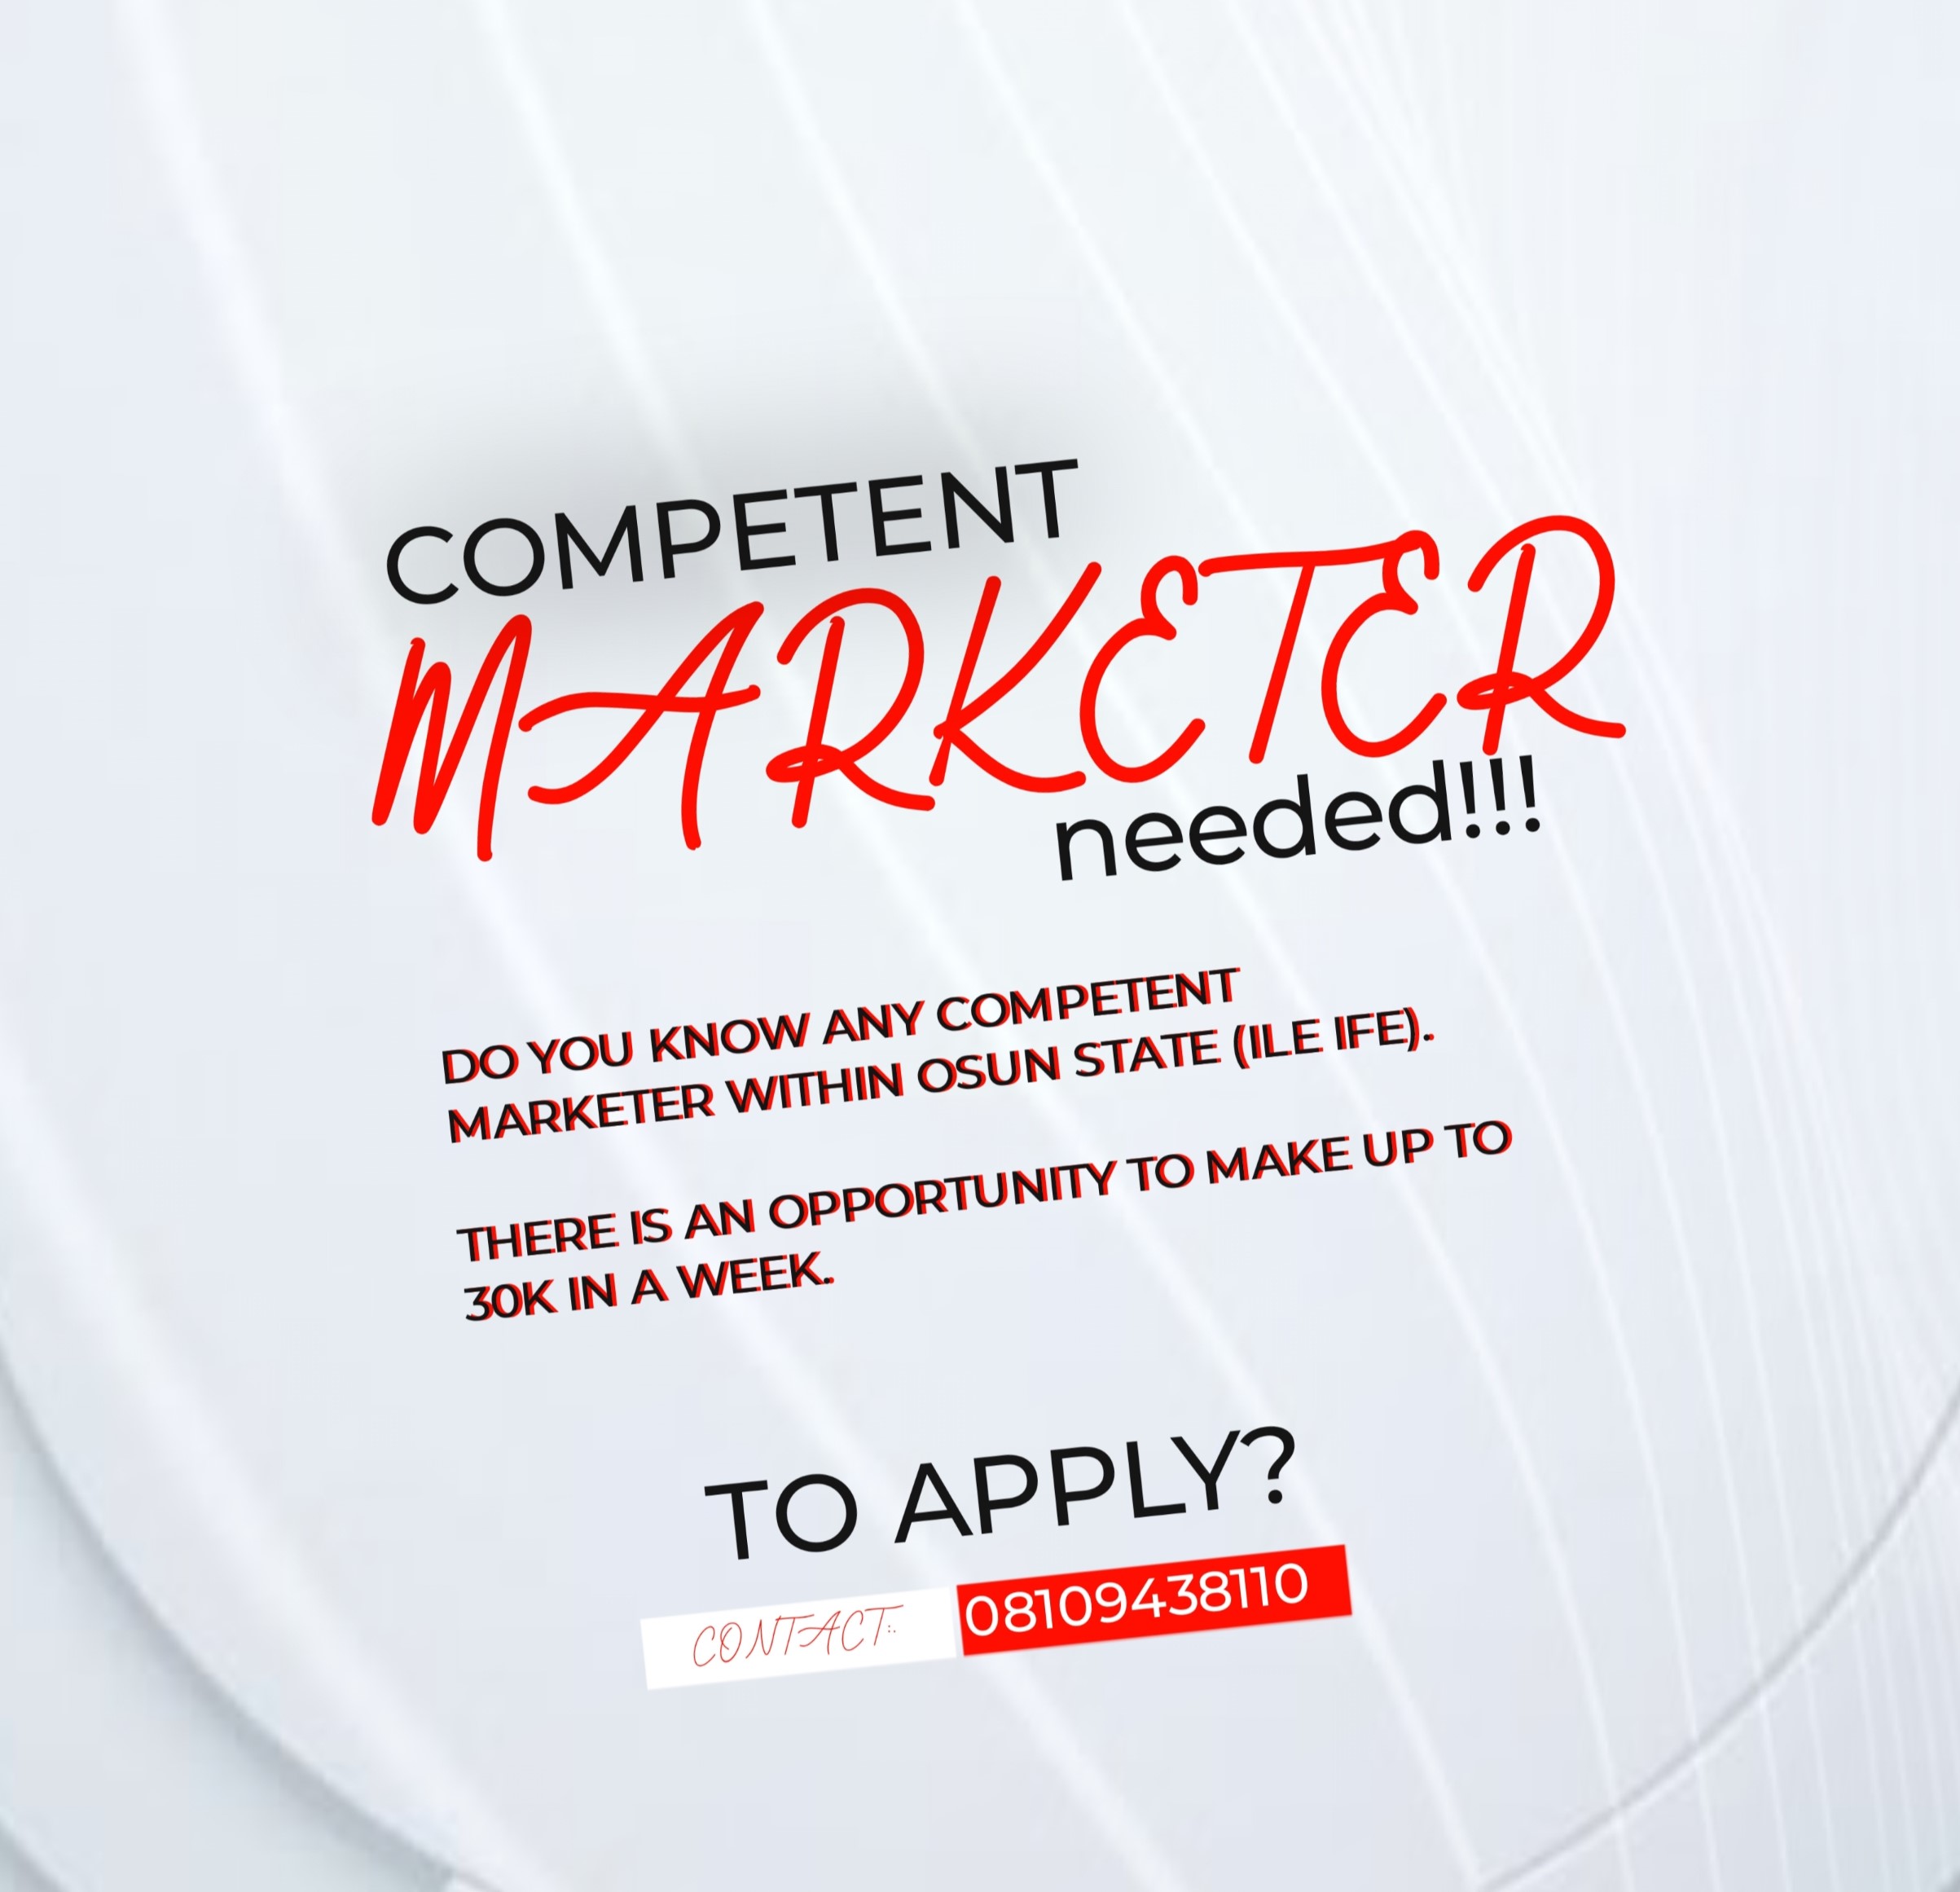 COMPETENT
MARKETER
needed!!!
DO YOU KNOW ANY COMPETENT
MARKETER WITHIN OSUN STATE (ILE IFE).
THERE IS AN OPPORTUNITY TO MAKE UP TO
30K IN A WEEK.
TO APPLY?
CONTACT:. 08109438110